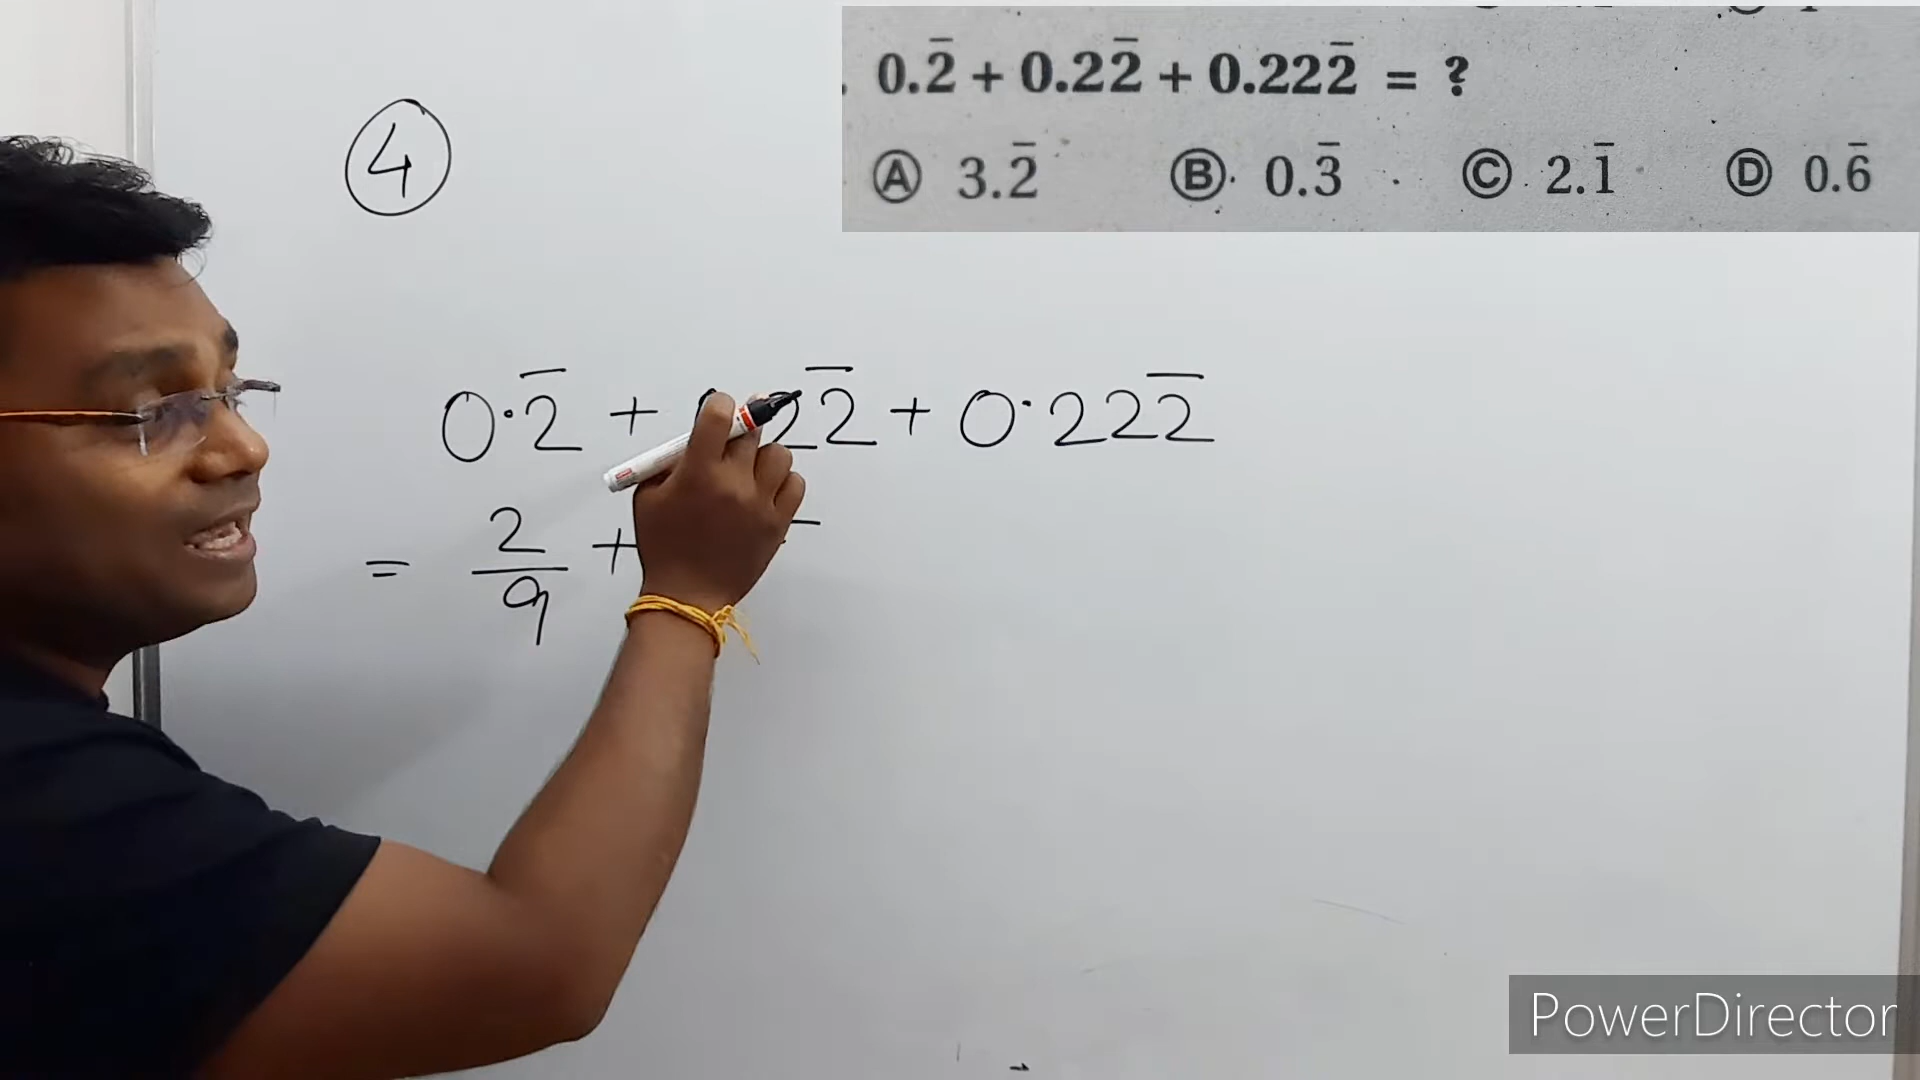 0.2̅ + 0.22̅ + 0.222̅ = ?
Ⓐ 3.2̅ Ⓑ 0.3̅ Ⓒ 2.1̅ Ⓓ 0.6̅
4
0.2̅ + 22̅ + 0.222̅
= 2/9 +
PowerDirector